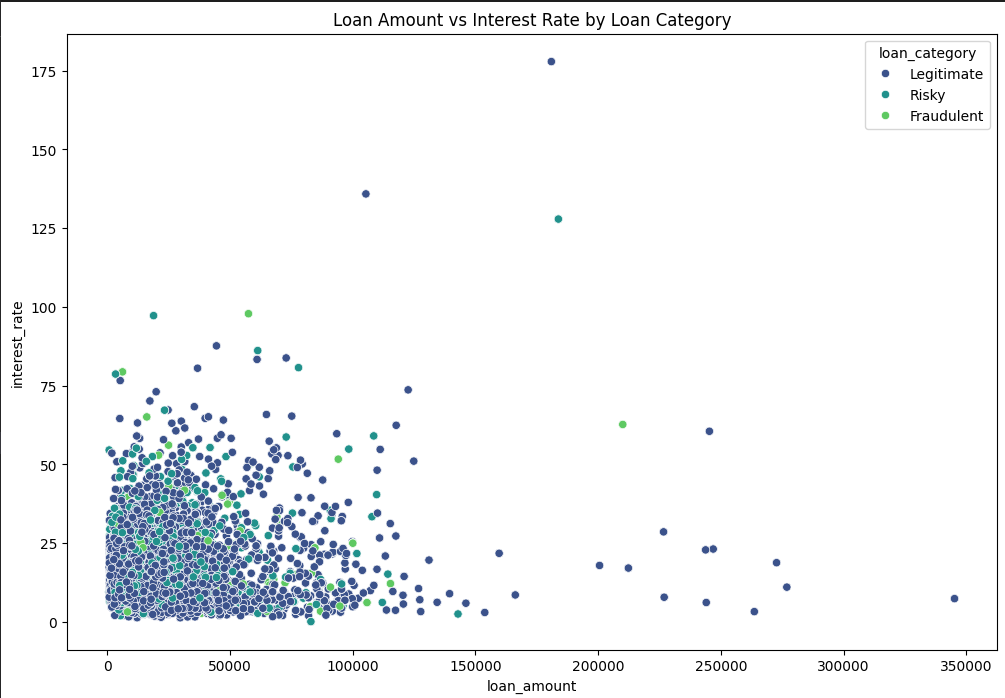 Loan Amount vs Interest Rate by Loan Category
loan_category
Legitimate
Risky
Fraudulent
175
150
125
100
75
50
25
0
interest_rate
0
50000
100000
150000
200000
250000
300000
350000
loan_amount